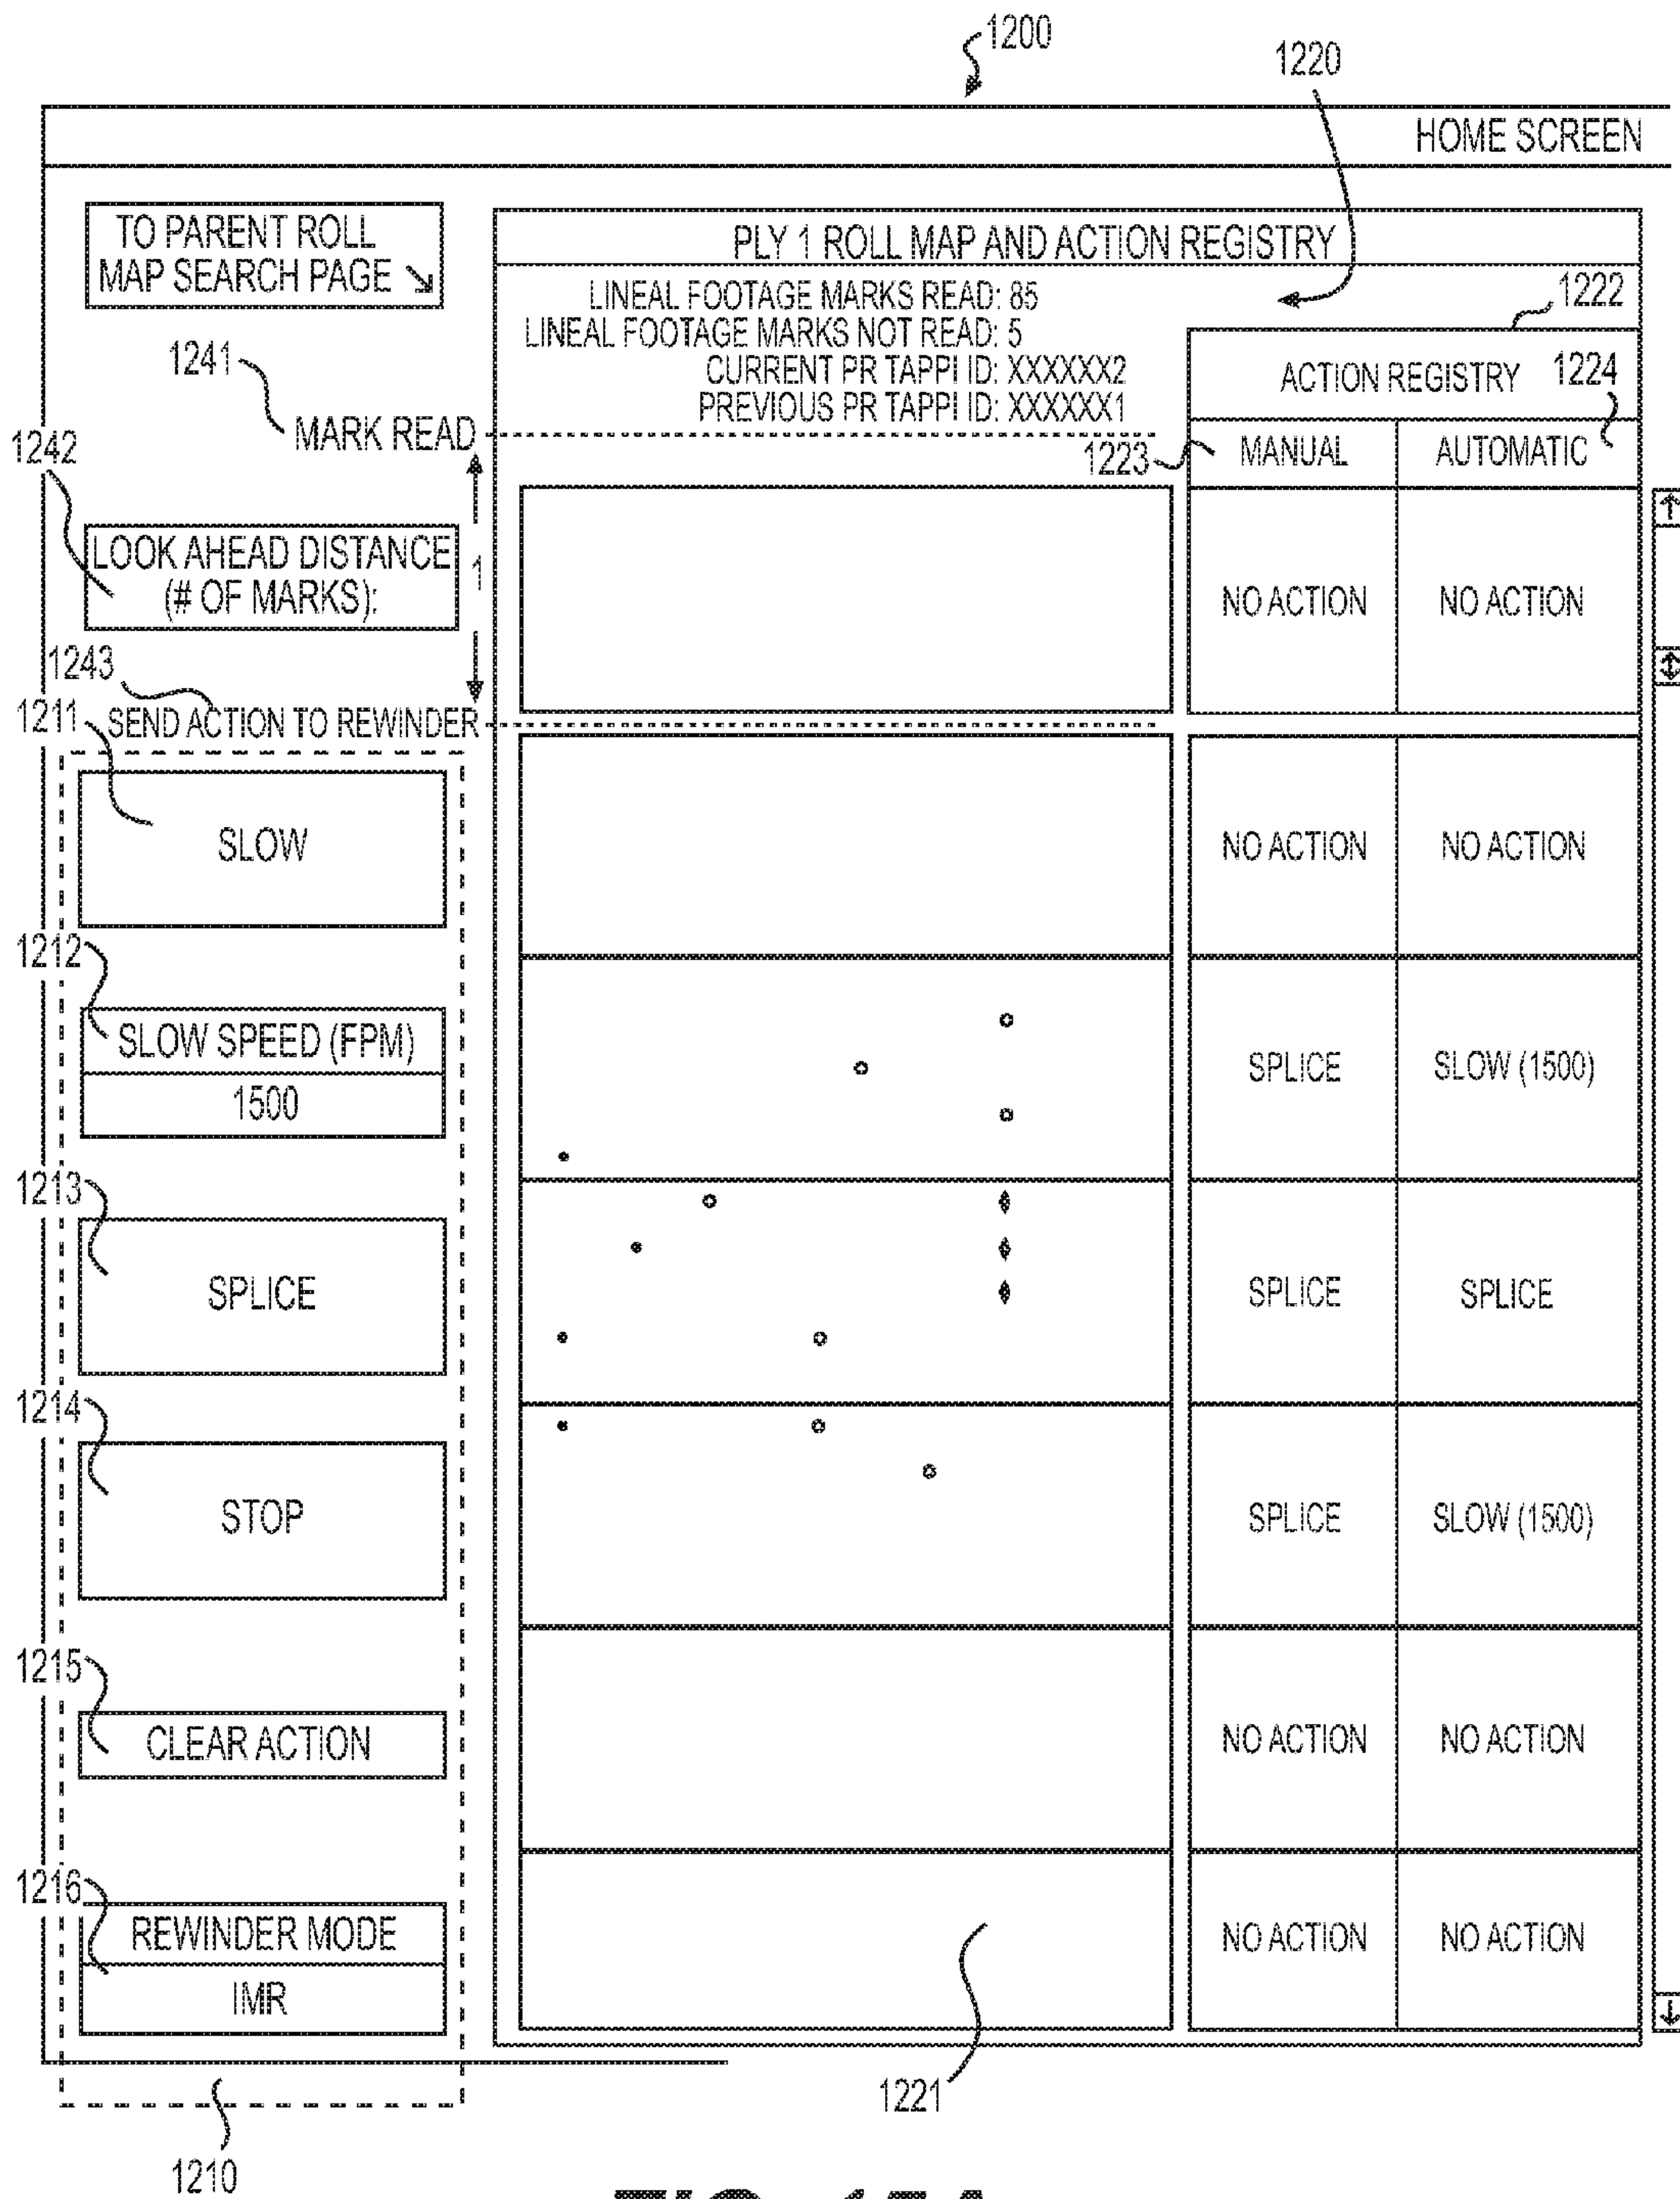 1200
1220
HOME SCREEN
TO PARENT ROLL
MAP SEARCH PAGE
PLY 1 ROLL MAP AND ACTION REGISTRY
LINEAL FOOTAGE MARKS READ: 85
LINEAL FOOTAGE MARKS NOT READ: 5
CURRENT PR TAPPI ID: XXXXXX2
PREVIOUS PR TAPPI ID: XXXXXX1
1222
ACTION REGISTRY
1224
1241
MARK READ
1242
1223
MANUAL
AUTOMATIC
LOOK AHEAD DISTANCE
(# OF MARKS):
1
NO ACTION
NO ACTION
1243
1211
SEND ACTION TO REWINDER
SLOW
NO ACTION
NO ACTION
1212
SLOW SPEED (FPM)
1500
SPLICE
SLOW (1500)
1213
SPLICE
SPLICE
SPLICE
1214
STOP
SPLICE
SLOW (1500)
1215
CLEAR ACTION
NO ACTION
NO ACTION
1216
REWINDER MODE
IMR
NO ACTION
NO ACTION
1221
1210